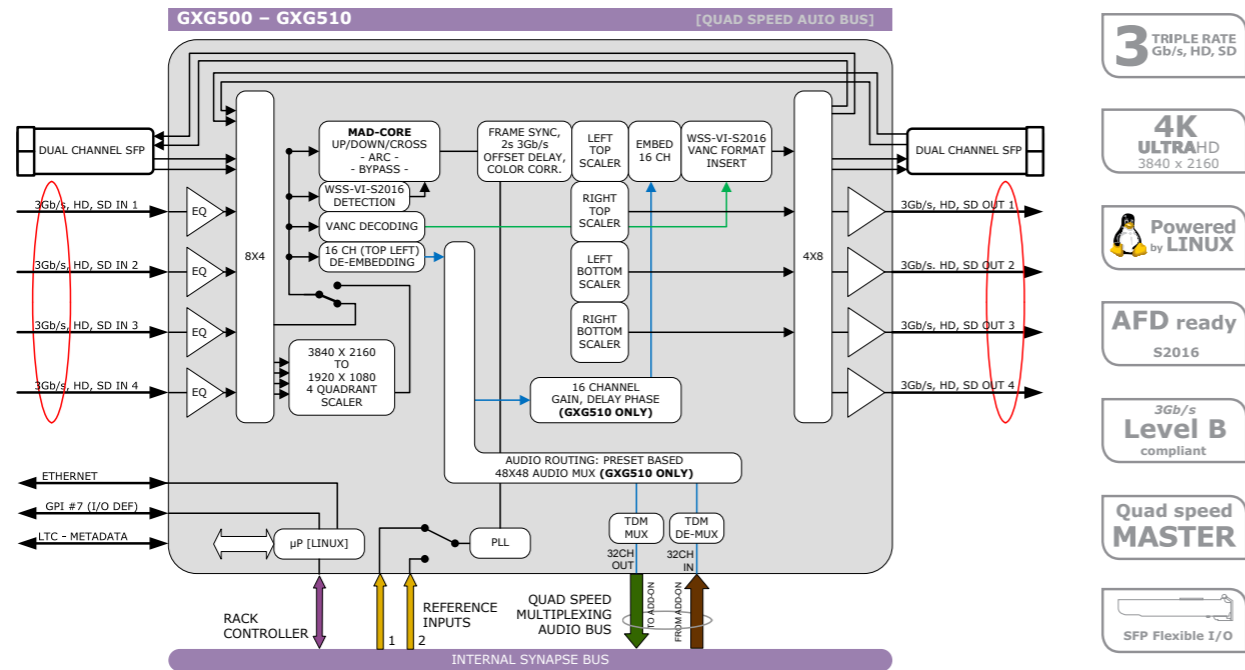 GXG500 – GXG510
[QUAD SPEED AUIO BUS]
DUAL CHANNEL SFP
3Gb/s, HD, SD IN 1
3Gb/s, HD, SD IN 2
3Gb/s, HD, SD IN 3
3Gb/s, HD, SD IN 4
EQ
EQ
EQ
EQ
8X4
MAD-CORE
UP/DOWN/CROSS
- ARC -
- BYPASS -
WSS-VI-S2016
DETECTION
VANC DECODING
16 CH (TOP LEFT)
DE-EMBEDDING
3840 X 2160
TO
1920 X 1080
4 QUADRANT
SCALER
FRAME SYNC,
2s 3Gb/s
OFFSET DELAY,
COLOR CORR.
LEFT
TOP
SCALER
EMBED
16 CH
WSS-VI-S2016
VANC FORMAT
INSERT
RIGHT
TOP
SCALER
LEFT
BOTTOM
SCALER
RIGHT
BOTTOM
SCALER
16 CHANNEL
GAIN, DELAY PHASE
(GXG510 ONLY)
AUDIO ROUTING: PRESET BASED
48X48 AUDIO MUX (GXG510 ONLY)
4X8
DUAL CHANNEL SFP
3Gb/s, HD, SD OUT 1
3Gb/s. HD, SD OUT 2
3Gb/s, HD, SD OUT 3
3Gb/s, HD, SD OUT 4
ETHERNET
GPI #7 (I/O DEF)
LTC - METADATA
µP [LINUX]
PLL
TDM
MUX
TDM
DE-MUX
32CH
OUT
32CH
IN
RACK
CONTROLLER
1
2
REFERENCE
INPUTS
QUAD SPEED
MULTIPLEXING
AUDIO BUS
TO ADD-ON
FROM ADD-ON
INTERNAL SYNAPSE BUS
3 TRIPLE RATE
Gb/s, HD, SD
4K
ULTRAHD
3840 x 2160
Powered
by LINUX
AFD ready
S2016
3Gb/s
Level B
compliant
Quad speed
MASTER
SFP Flexible I/O